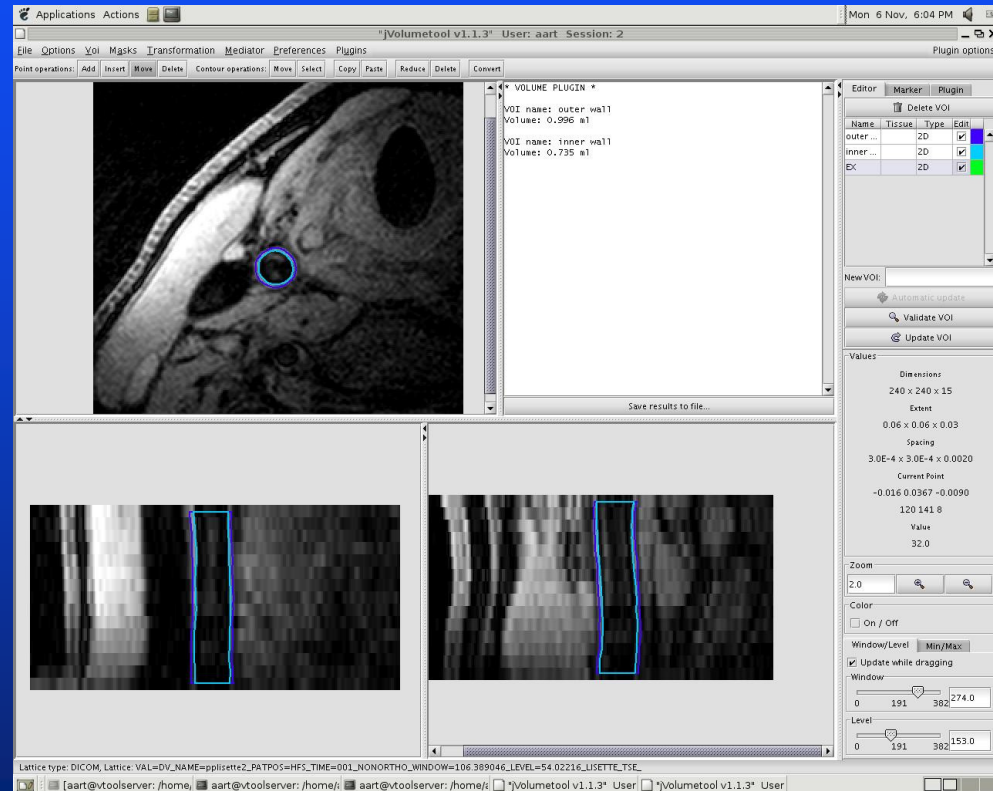 Applications Actions
Mon 6 Nov, 6:04 PM
"jVolumetool v1.1.3" User: aart Session: 2
File Options Voi Masks Transformation Mediator Preferences Plugins
Plugin options
Point operations: Add Insert Move Delete Contour operations: Move Select Copy Paste Reduce Delete Convert
* VOLUME PLUGIN *
VOI name: outer wall
Volume: 0.996 ml
VOI name: inner wall
Volume: 0.735 ml
Save results to file...
Editor Marker Plugin
Delete VOI
Name Tissue Type Edit
outer ... 2D
inner ... 2D
EX 2D
New VOI:
Automatic update
Validate VOI
Update VOI
Values
Dimensions
240 x 240 x 15
Extent
0.06 x 0.06 x 0.03
Spacing
3.0E-4 x 3.0E-4 x 0.0020
Current Point
-0.016 0.0367 -0.0090
120 141 8
Value
32.0
Zoom
2.0
Color
On / Off
Window/Level Min/Max
Update while dragging
Window
0 191 382 274.0
Level
0 191 382 153.0
Lattice type: DICOM, Lattice: VAL=DV_NAME=pplisette2_PATPOS=HFS_TIME=001_NONORTHO_WINDOW=106.389046_LEVEL=54.02216_LISETTE_TSE_
[aart@vtoolserver: /home, aart@vtoolserver: /home/a aart@vtoolserver: /home/a "jVolumetool v1.1.3" User "jVolumetool v1.1.3" User